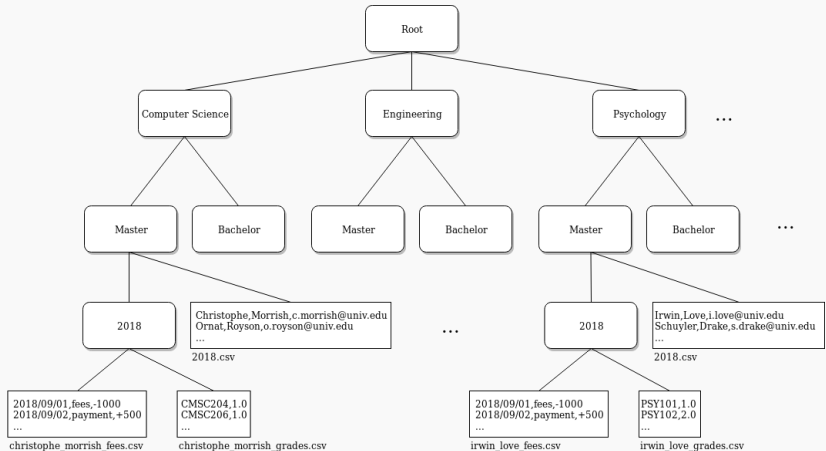 Root
Computer Science
Engineering
Psychology
...
Master
Bachelor
Master
Bachelor
Master
Bachelor
...
2018
Christophe,Morrish,c.morrish@univ.edu
Ornat,Royson,o.royson@univ.edu
...
2018.csv
...
2018
Irwin,Love,i.love@univ.edu
Schuyler,Drake,s.drake@univ.edu
...
2018.csv
2018/09/01,fees,-1000
2018/09/02,payment,+500
...
christophe_morrish_fees.csv
CMSC204,1.0
CMSC206,1.0
...
christophe_morrish_grades.csv
2018/09/01,fees,-1000
2018/09/02,payment,+500
...
irwin_love_fees.csv
PSY101,1.0
PSY102,2.0
...
irwin_love_grades.csv